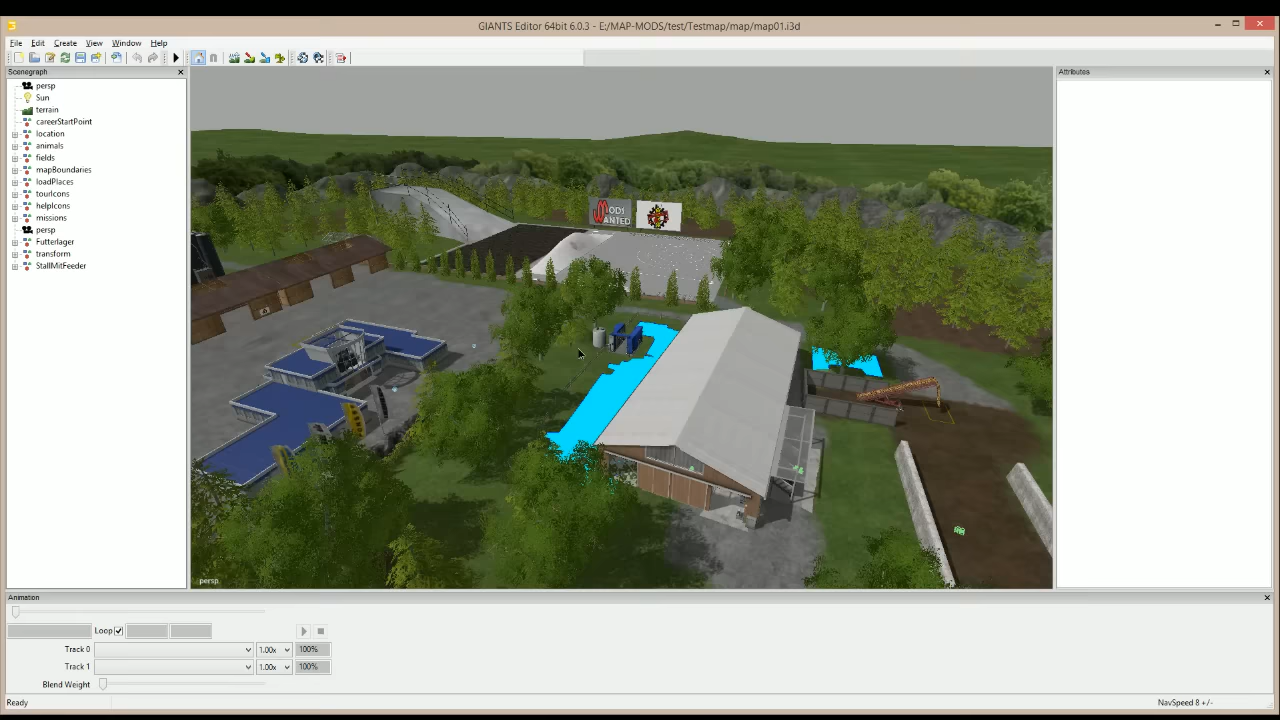 GIANTS Editor 64bit 6.0.3 - E:/MAP-MODS/test/Testmap/map/map01.i3d
File Edit Create View Window Help
Scenegraph
persp
Sun
terrain
careerStartPoint
location
animals
fields
mapBoundaries
loadPlaces
tourIcons
helpIcons
missions
persp
Futterlager
transform
StallMitFeeder
MODS
WANTED
persp
Attributes
Animation
Loop
Track 0 1.00x 100%
Track 1 1.00x 100%
Blend Weight
Ready
NavSpeed 8 +/-